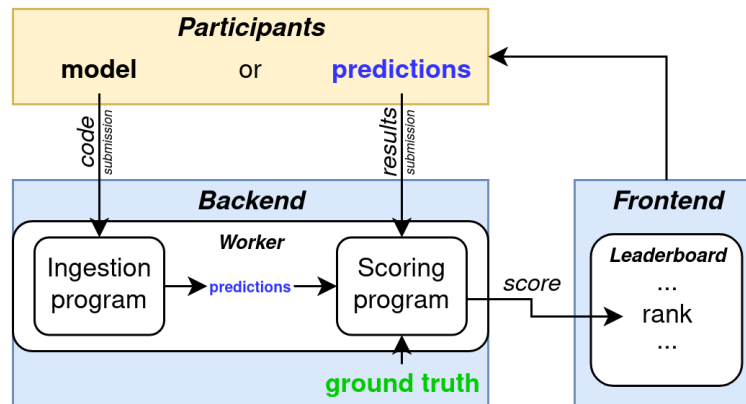 Participants
model or predictions
code
submission
results
submission
Backend
Frontend
Worker
Leaderboard
Ingestion
program
predictions
Scoring
program
score
...
rank
...
ground truth